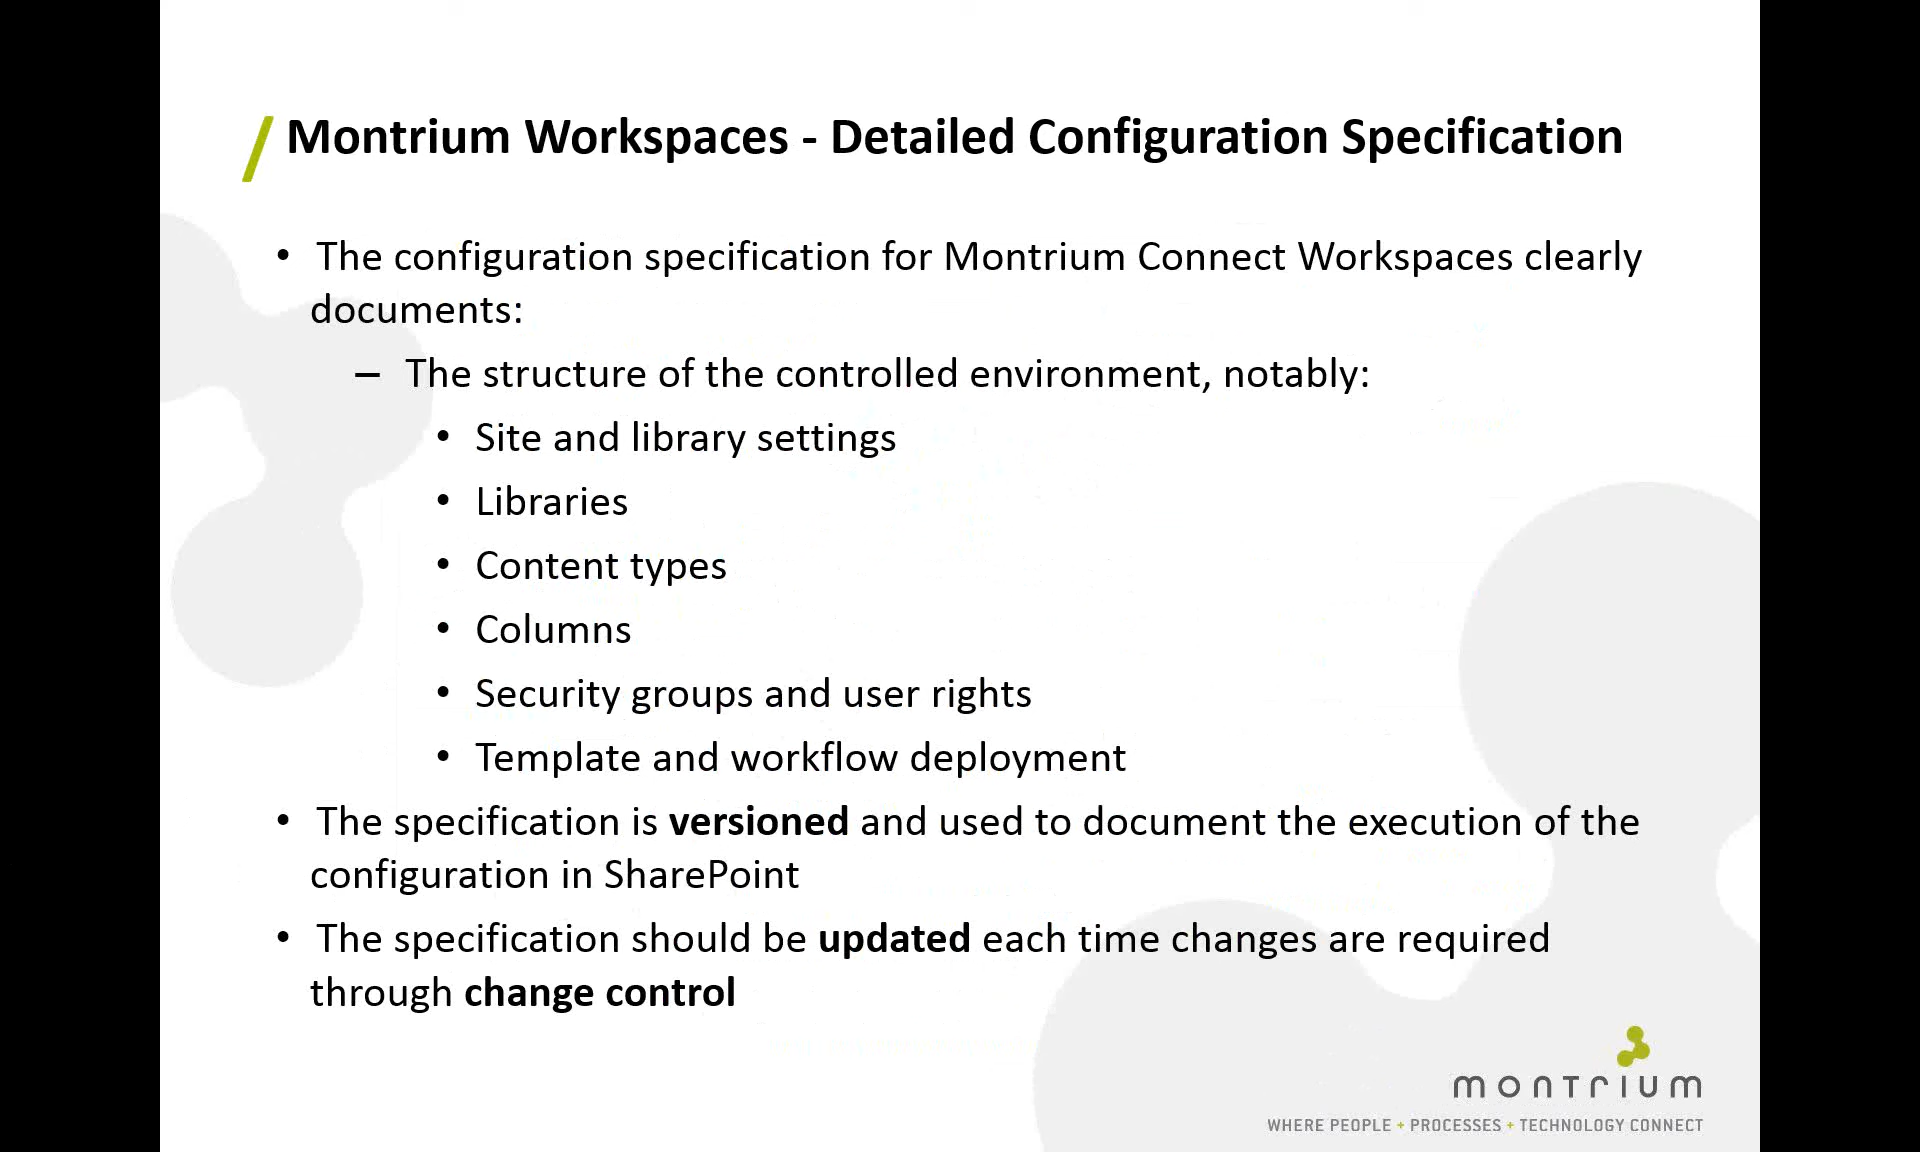 Montrium Workspaces - Detailed Configuration Specification
• The configuration specification for Montrium Connect Workspaces clearly
documents:
– The structure of the controlled environment, notably:
• Site and library settings
• Libraries
• Content types
• Columns
• Security groups and user rights
• Template and workflow deployment
• The specification is versioned and used to document the execution of the
configuration in SharePoint
• The specification should be updated each time changes are required
through change control
montrium
WHERE PEOPLE + PROCESSES + TECHNOLOGY CONNECT